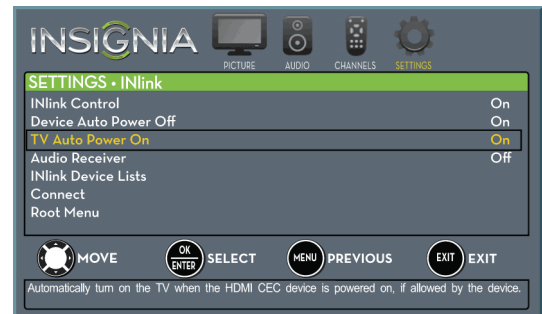 INSIGNIA
PICTURE AUDIO CHANNELS SETTINGS
SETTINGS • INlink
INlink Control On
Device Auto Power Off On
TV Auto Power On On
Audio Receiver Off
INlink Device Lists
Connect
Root Menu
MOVE OK ENTER SELECT MENU PREVIOUS EXIT EXIT
Automatically turn on the TV when the HDMI CEC device is powered on, if allowed by the device.